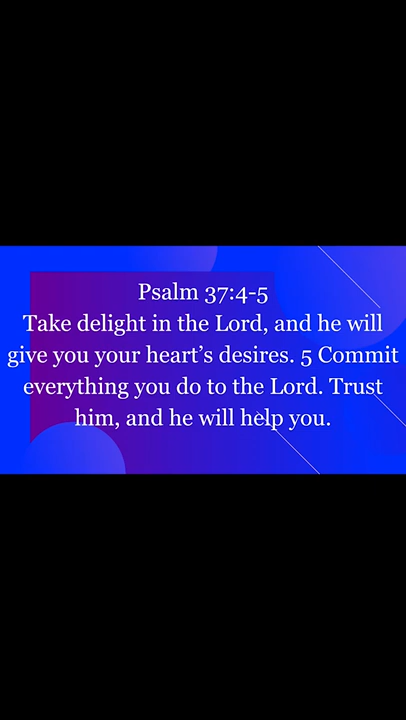 Psalm 37:4-5
Take delight in the Lord, and he will
give you your heart’s desires. 5 Commit
everything you do to the Lord. Trust
him, and he will help you.